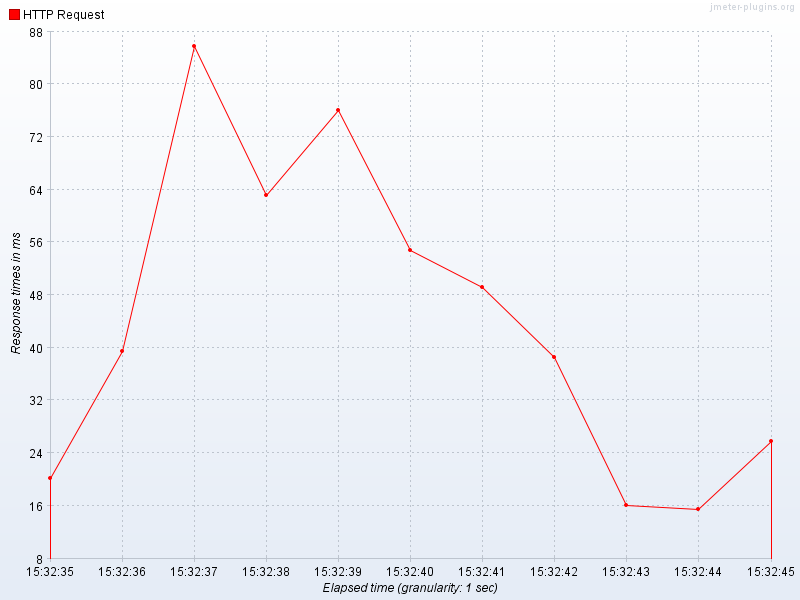 jmeter-plugins.org
HTTP Request
88
80
72
64
56
48
40
32
24
16
8
Response times in ms
15:32:35 15:32:36 15:32:37 15:32:38 15:32:39 15:32:40 15:32:41 15:32:42 15:32:43 15:32:44 15:32:45
Elapsed time (granularity: 1 sec)